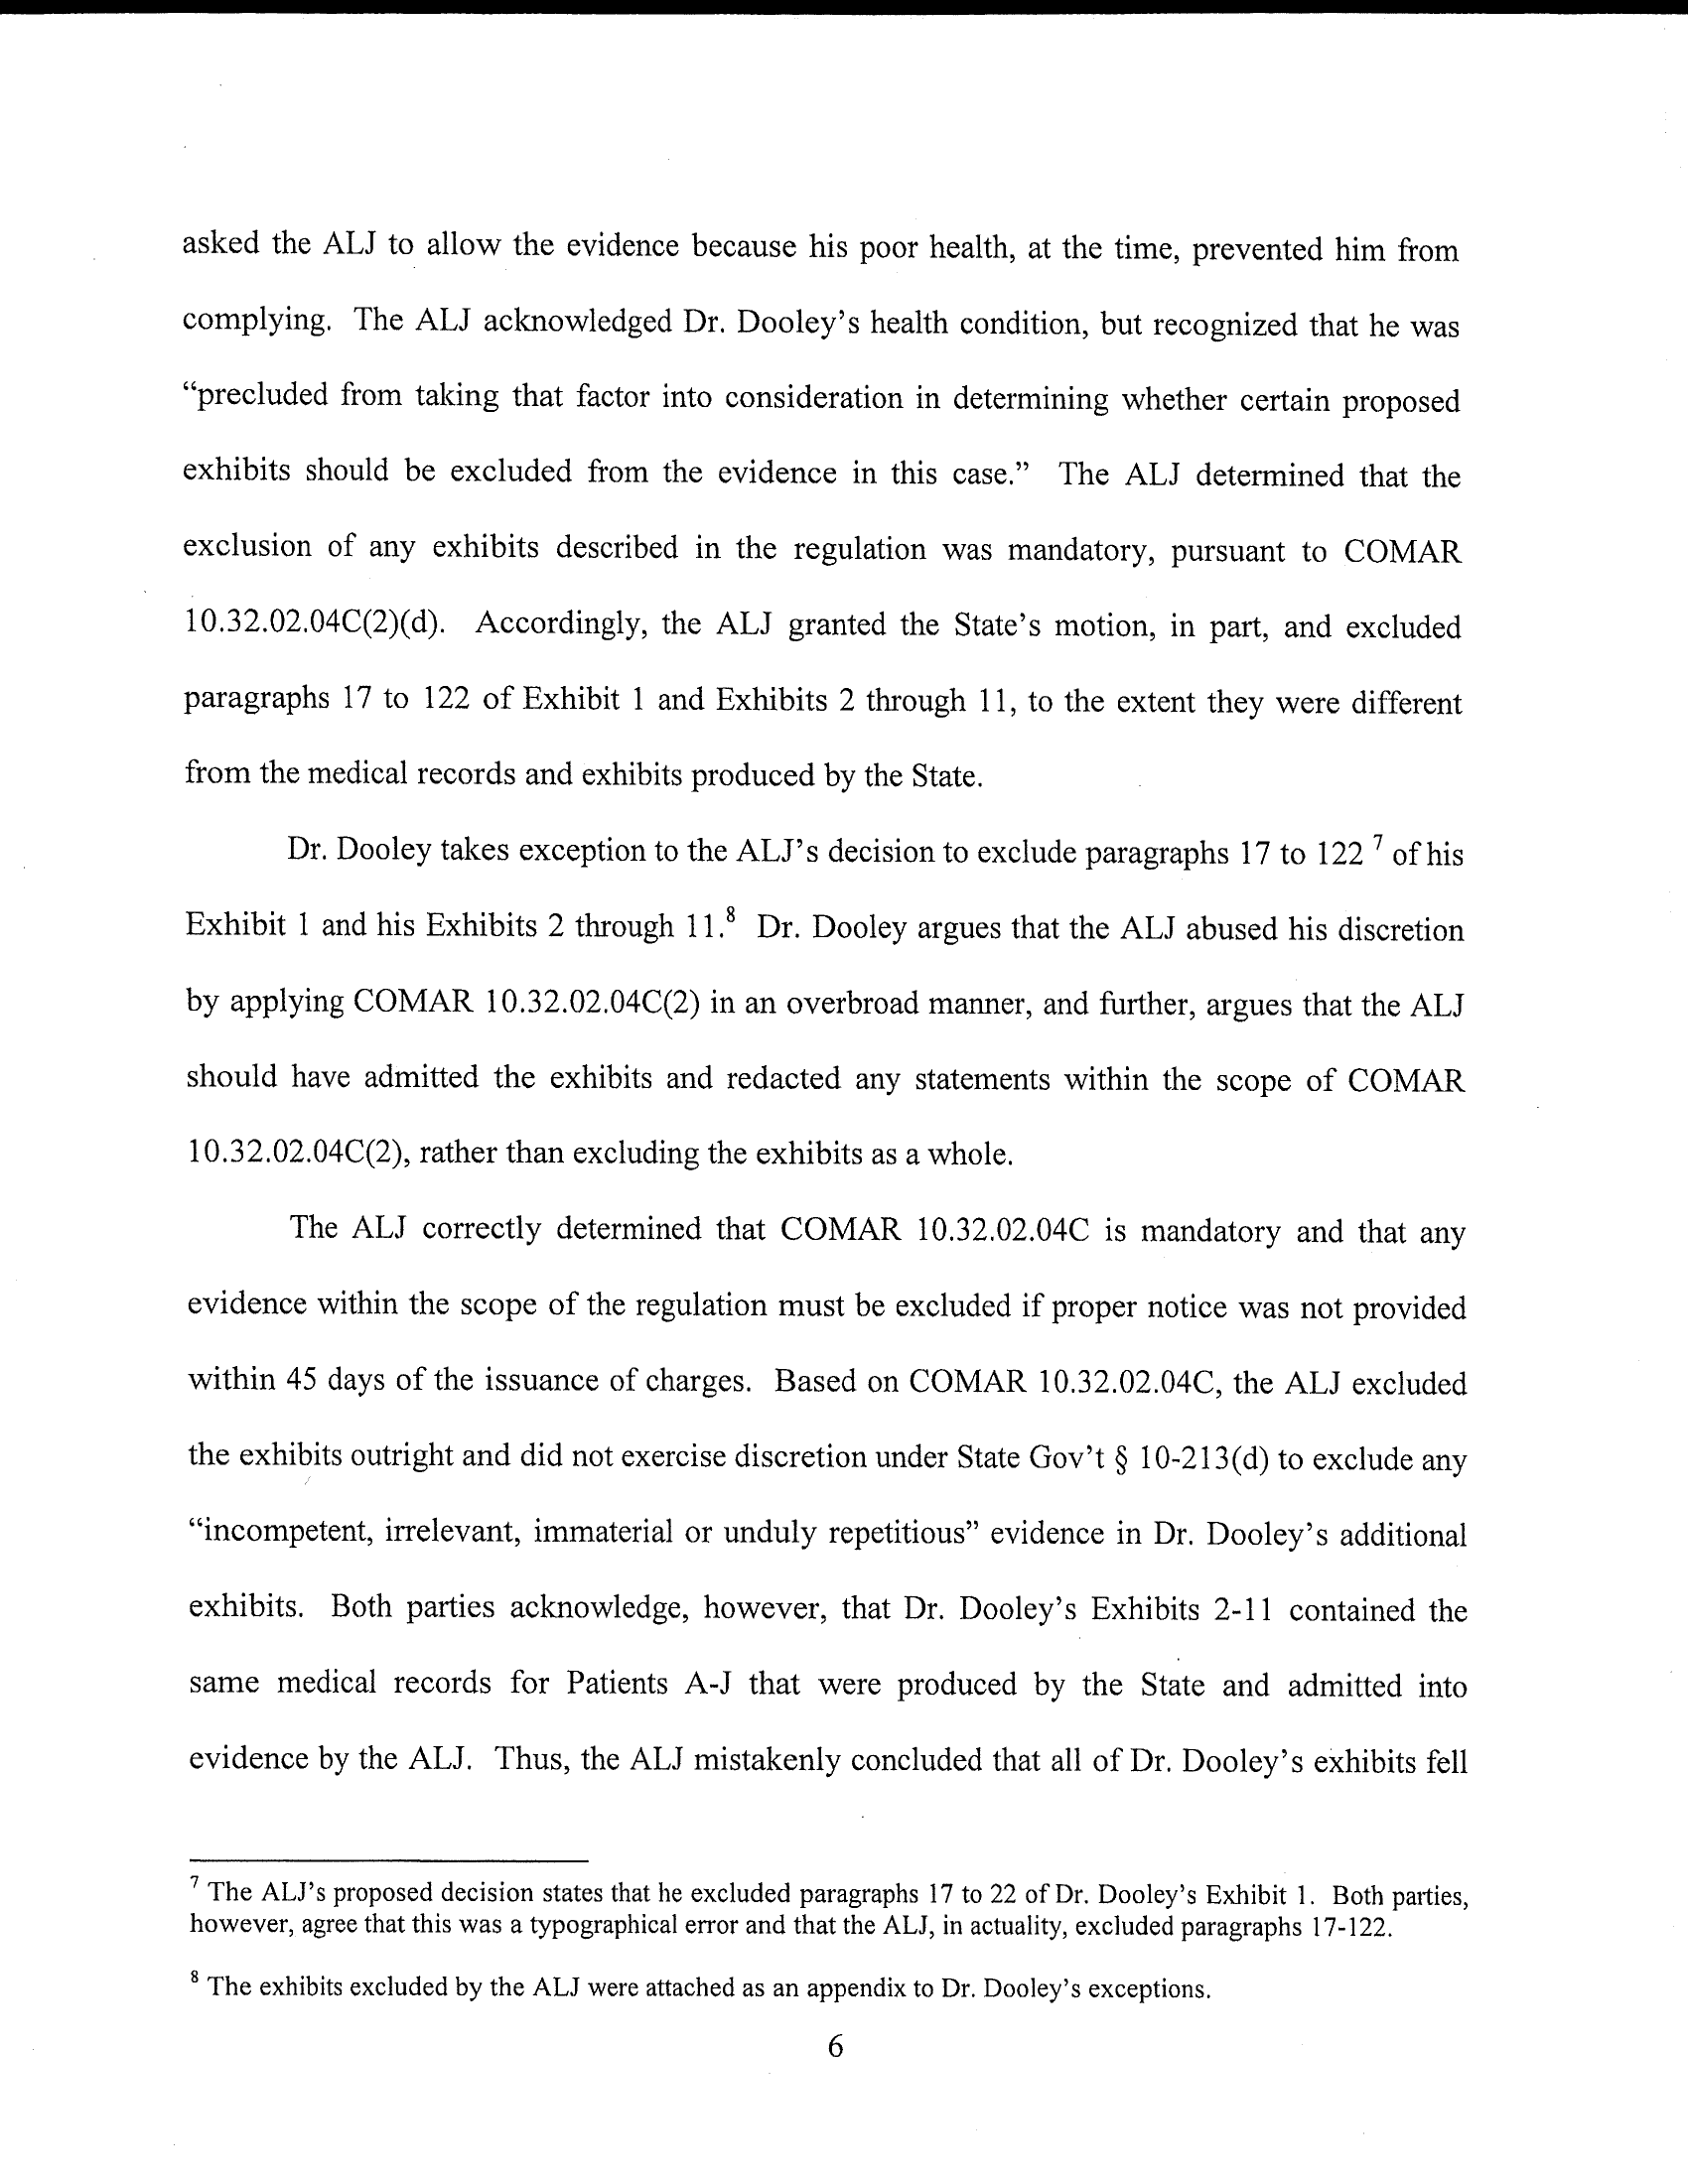 asked the ALJ to allow the evidence because his poor health, at the time, prevented him from
complying. The ALJ acknowledged Dr. Dooley’s health condition, but recognized that he was
“precluded from taking that factor into consideration in determining whether certain proposed
exhibits should be excluded from the evidence in this case.” The ALJ determined that the
exclusion of any exhibits described in the regulation was mandatory, pursuant to COMAR
10.32.02.04C(2)(d). Accordingly, the ALJ granted the State’s motion, in part, and excluded
paragraphs 17 to 122 of Exhibit 1 and Exhibits 2 through 11, to the extent they were different
from the medical records and exhibits produced by the State.
Dr. Dooley takes exception to the ALJ’s decision to exclude paragraphs 17 to 122 ⁷ of his
Exhibit 1 and his Exhibits 2 through 11.⁸ Dr. Dooley argues that the ALJ abused his discretion
by applying COMAR 10.32.02.04C(2) in an overbroad manner, and further, argues that the ALJ
should have admitted the exhibits and redacted any statements within the scope of COMAR
10.32.02.04C(2), rather than excluding the exhibits as a whole.
The ALJ correctly determined that COMAR 10.32.02.04C is mandatory and that any
evidence within the scope of the regulation must be excluded if proper notice was not provided
within 45 days of the issuance of charges. Based on COMAR 10.32.02.04C, the ALJ excluded
the exhibits outright and did not exercise discretion under State Gov’t § 10-213(d) to exclude any
“incompetent, irrelevant, immaterial or unduly repetitious” evidence in Dr. Dooley’s additional
exhibits. Both parties acknowledge, however, that Dr. Dooley’s Exhibits 2-11 contained the
same medical records for Patients A-J that were produced by the State and admitted into
evidence by the ALJ. Thus, the ALJ mistakenly concluded that all of Dr. Dooley’s exhibits fell
⁷ The ALJ’s proposed decision states that he excluded paragraphs 17 to 22 of Dr. Dooley’s Exhibit 1. Both parties,
however, agree that this was a typographical error and that the ALJ, in actuality, excluded paragraphs 17-122.
⁸ The exhibits excluded by the ALJ were attached as an appendix to Dr. Dooley’s exceptions.
6